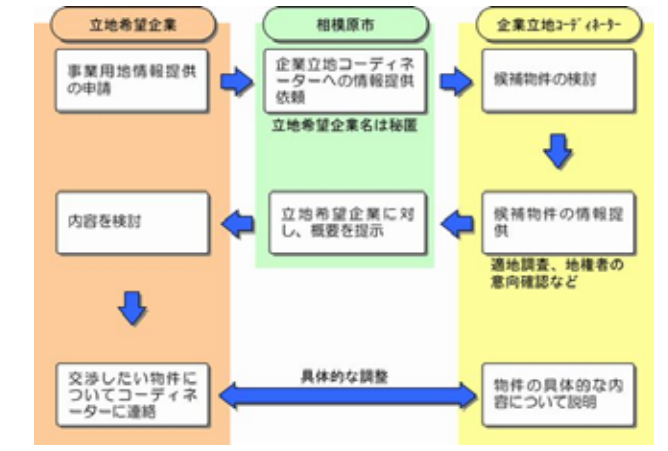 立地希望企業
相模原市
企業立地ｺｰﾃﾞｨﾈｰﾀｰ
事業用地情報提供
の申請
企業立地コーディネ
ーターへの情報提供
依頼
候補物件の検討
立地希望企業名は秘匿
内容を検討
立地希望企業に対
し、概要を提示
候補物件の情報提
供
適地調査、地権者の
意向確認など
交渉したい物件に
ついてコーディネ
ーターに連絡
具体的な調整
物件の具体的な内
容について説明